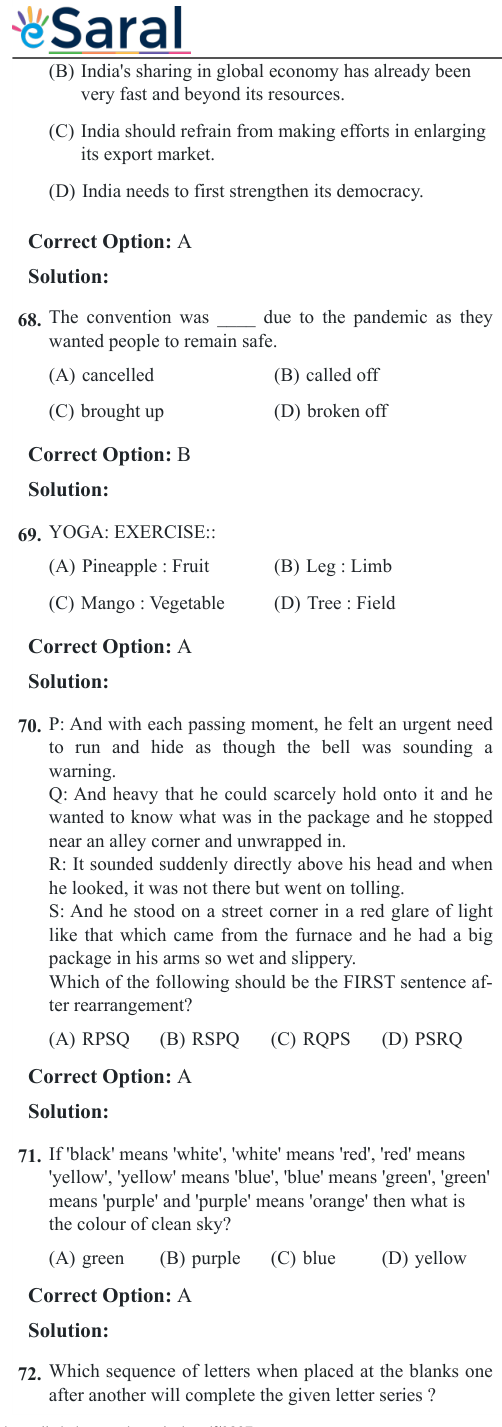 eSaral
(B) India's sharing in global economy has already been
very fast and beyond its resources.
(C) India should refrain from making efforts in enlarging
its export market.
(D) India needs to first strengthen its democracy.
Correct Option: A
Solution:
68. The convention was ____ due to the pandemic as they
wanted people to remain safe.
(A) cancelled (B) called off
(C) brought up (D) broken off
Correct Option: B
Solution:
69. YOGA: EXERCISE::
(A) Pineapple : Fruit (B) Leg : Limb
(C) Mango : Vegetable (D) Tree : Field
Correct Option: A
Solution:
70. P: And with each passing moment, he felt an urgent need
to run and hide as though the bell was sounding a
warning.
Q: And heavy that he could scarcely hold onto it and he
wanted to know what was in the package and he stopped
near an alley corner and unwrapped in.
R: It sounded suddenly directly above his head and when
he looked, it was not there but went on tolling.
S: And he stood on a street corner in a red glare of light
like that which came from the furnace and he had a big
package in his arms so wet and slippery.
Which of the following should be the FIRST sentence af-
ter rearrangement?
(A) RPSQ (B) RSPQ (C) RQPS (D) PSRQ
Correct Option: A
Solution:
71. If 'black' means 'white', 'white' means 'red', 'red' means
'yellow', 'yellow' means 'blue', 'blue' means 'green', 'green'
means 'purple' and 'purple' means 'orange' then what is
the colour of clean sky?
(A) green (B) purple (C) blue (D) yellow
Correct Option: A
Solution:
72. Which sequence of letters when placed at the blanks one
after another will complete the given letter series ?